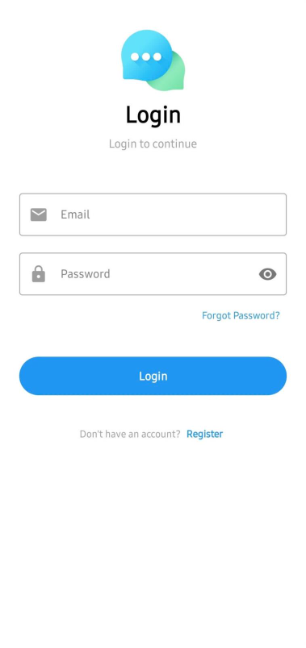 Login
Login to continue
Email
Password
Forgot Password?
Login
Don't have an account? Register